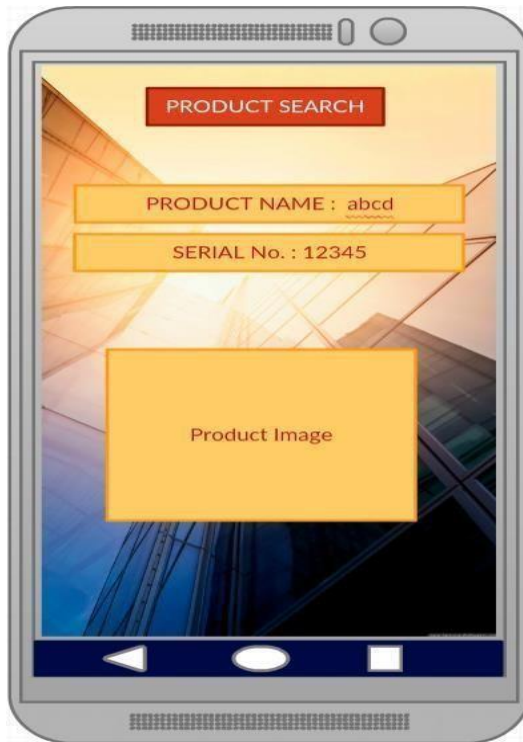 PRODUCT SEARCH
PRODUCT NAME : abcd
SERIAL No. : 12345
Product Image